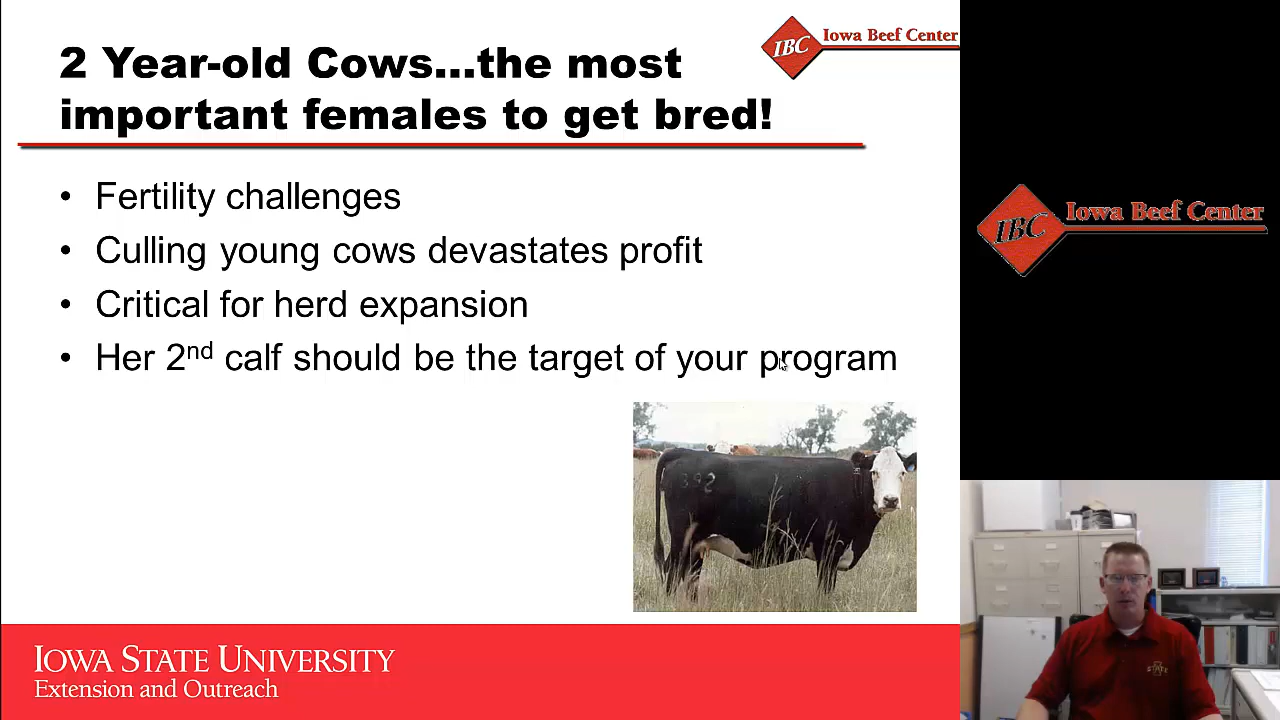 2 Year-old Cows...the most
important females to get bred!
IBC Iowa Beef Center
• Fertility challenges
• Culling young cows devastates profit
• Critical for herd expansion
• Her 2nd calf should be the target of your program
392
IOWA STATE UNIVERSITY
Extension and Outreach
IBC Iowa Beef Center
STATE